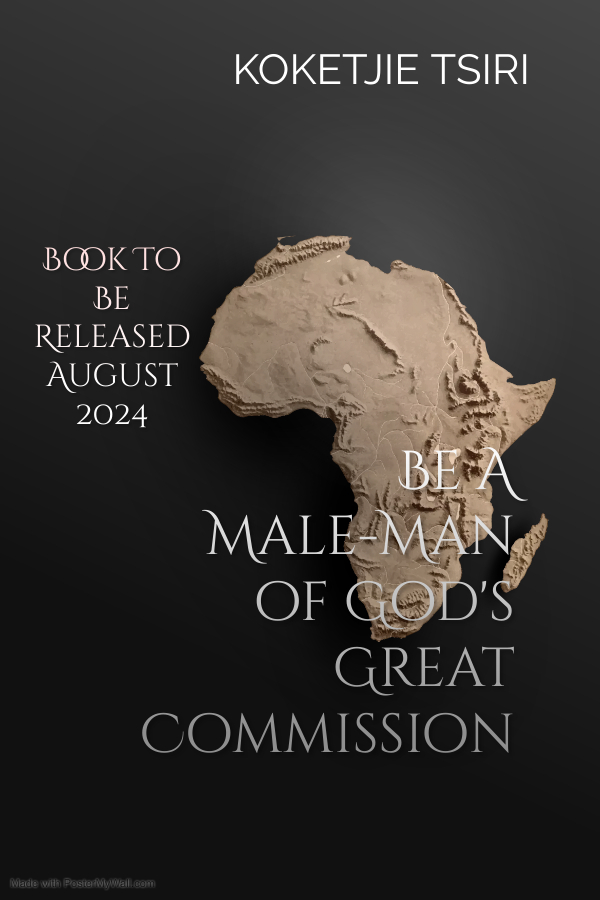 KOKETJIE TSIRI
BOOK TO
BE
RELEASED
AUGUST
2024
BE A
MALE-MAN
OF GOD'S
GREAT
COMMISSION
Made with PosterMyWall.com